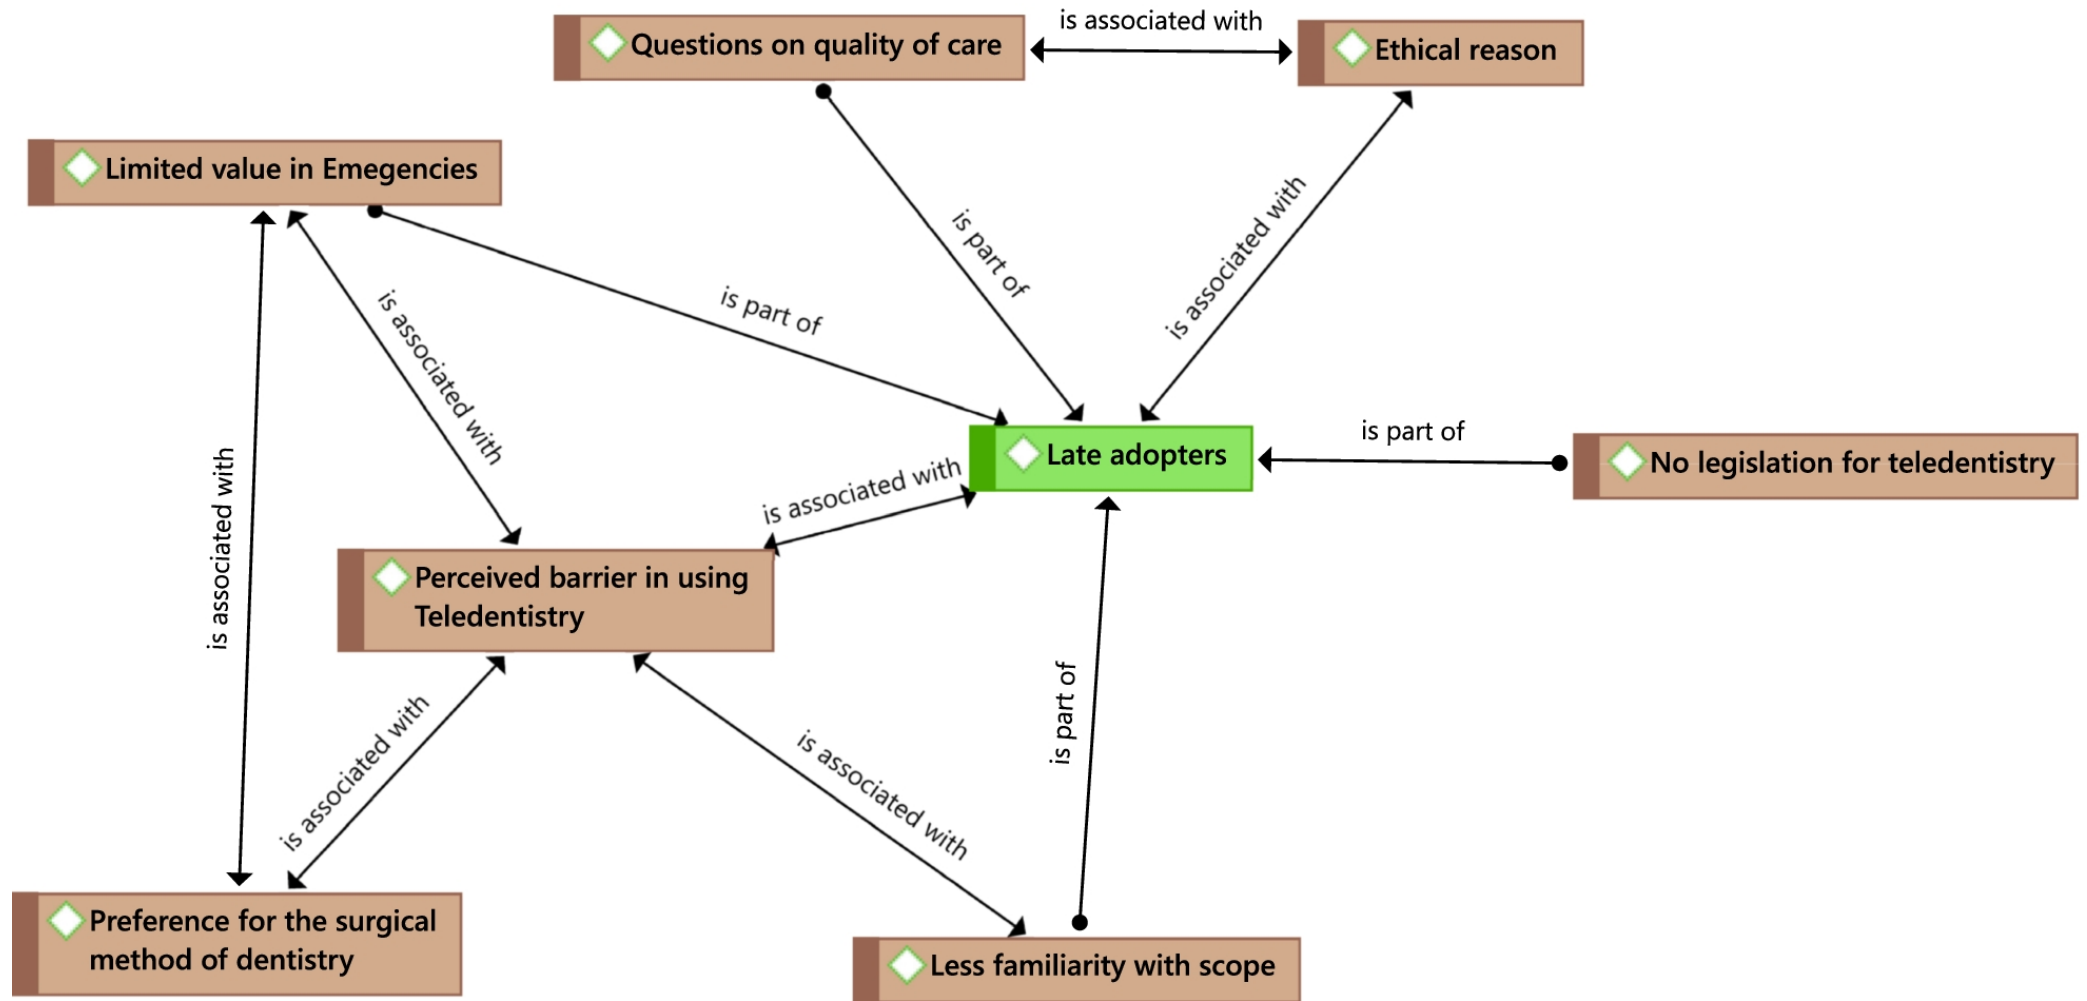 is associated with
Questions on quality of care
Ethical reason
Limited value in Emegencies
is part of
is associated with
is part of
is associated with
is part of
Late adopters
No legislation for teledentistry
is associated with
is associated with
Perceived barrier in using
Teledentistry
is associated with
is part of
is associated with
Preference for the surgical
method of dentistry
Less familiarity with scope